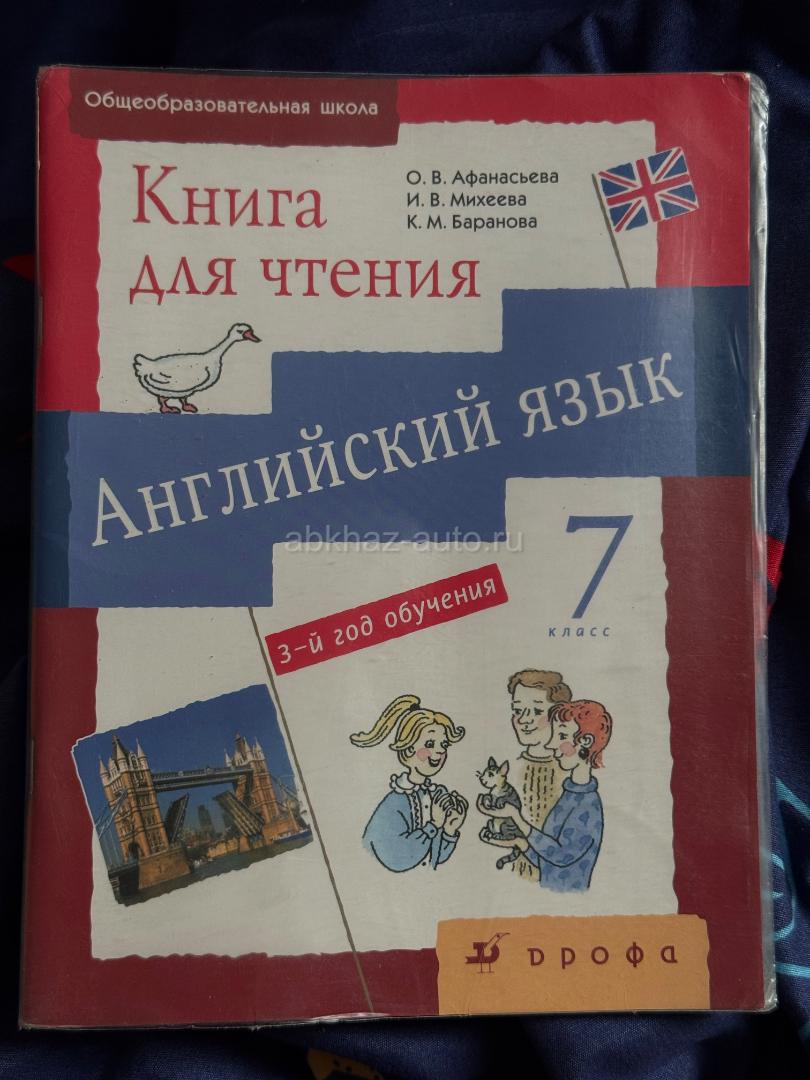 Общеобразовательная школа
Книга
для чтения
О. В. Афанасьева
И. В. Михеева
К. М. Баранова
Английский язык
abkhaz-auto.ru
7
класс
3-й год обучения
дрофа